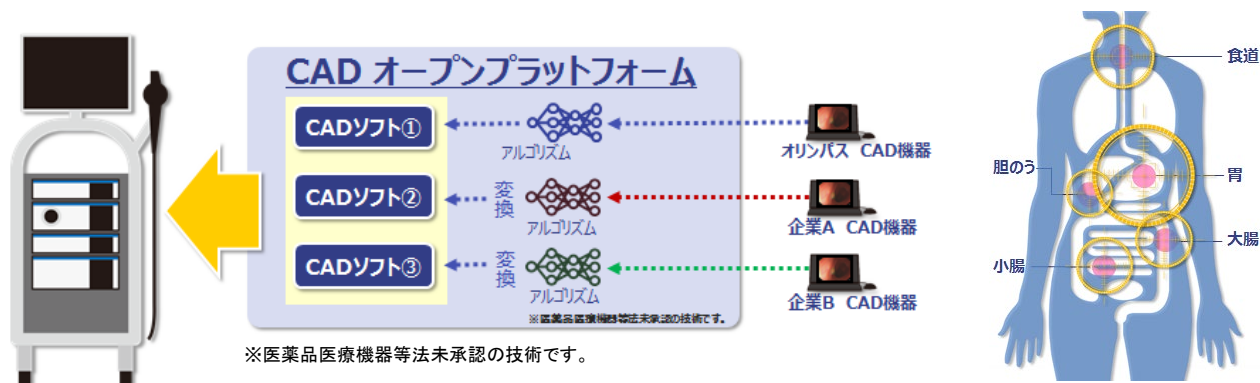 CAD オープンプラットフォーム
CADソフト①
アルゴリズム
オリンパス CAD機器
CADソフト②
変換
アルゴリズム
企業A CAD機器
CADソフト③
変換
アルゴリズム
企業B CAD機器
※医薬品医療機器等法未承認の技術です。
※医薬品医療機器等法未承認の技術です。
食道
胆のう
胃
大腸
小腸